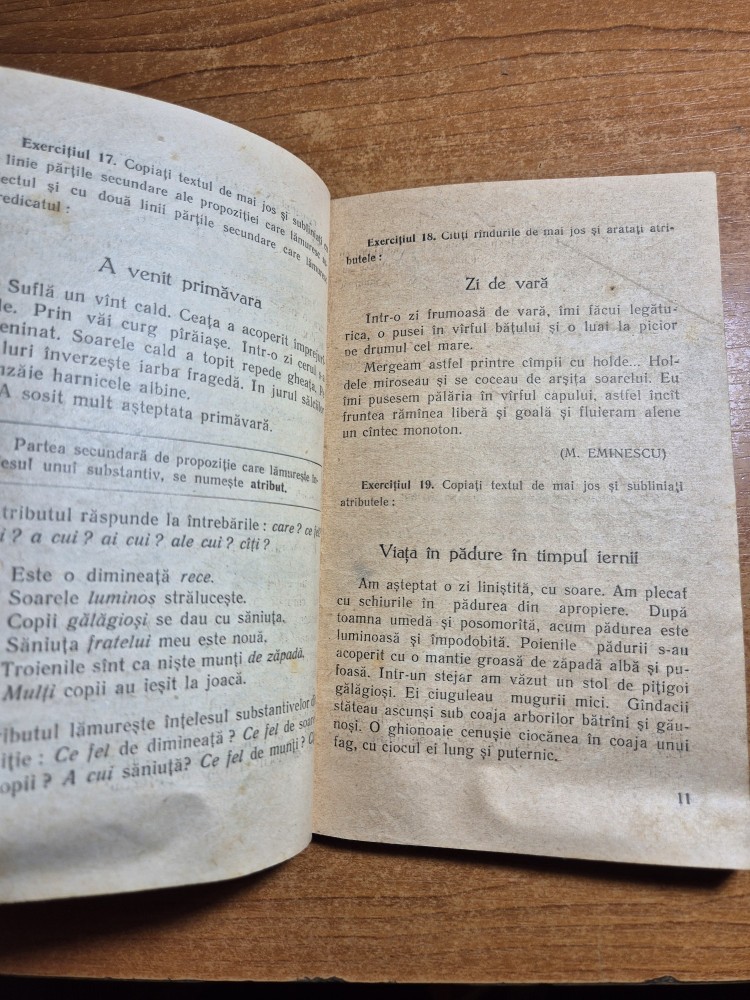 Exercițiul 17. Copiați textul de mai jos și subliniați cu
linie părțile secundare ale propoziției care lămuresc
ectul și cu două linii părțile secundare care lămuresc
redicatul :
A venit primăvara
Suflă un vînt cald. Ceața a acoperit împrejuri
le. Prin văi curg pîrăiașe. Intr-o zi cerul
eninat. Soarele cald a topit repede gheața.
luri înverzește iarba fragedă. In jurul sălciilor
nzăie harnicele albine.
A sosit mult așteptata primăvară.
Partea secundară de propoziție care lămurește în-
esul unui substantiv, se numește atribut.
tributul răspunde la întrebările : care ? ce fel
i ? a cui ? ai cui ? ale cui ? cîți ?
Este o dimineață rece.
Soarele luminos strălucește.
Copii gălăgioși se dau cu săniuța.
Săniuța fratelui meu este nouă.
Troienile sînt ca niște munți de zăpadă.
Mulți copii au ieșit la joacă.
ributul lămurește înțelesul substantivelor
iție : Ce fel de dimineață ? Ce fel de soar
opii ? A cui săniuță? Ce fel de munți ?
Exercițiul 18. Citiți rîndurile de mai jos și arătați atri-
butele :
Zi de vară
Intr-o zi frumoasă de vară, îmi făcui legătu-
rica, o pusei în vîrful bățului și o luai la picior
pe drumul cel mare.
Mergeam astfel printre cîmpii cu holde... Hol-
dele miroseau și se coceau de arșița soarelui. Eu
îmi pusesem pălăria în vîrful capului, astfel încît
fruntea rămînea liberă și goală și fluieram alene
un cîntec monoton.
(M. EMINESCU)
Exercițiul 19. Copiați textul de mai jos și subliniați
atributele :
Viața în pădure în timpul iernii
Am așteptat o zi liniștită, cu soare. Am plecat
cu schiurile în pădurea din apropiere. După
toamna umedă și posomorîtă, acum pădurea este
luminoasă și împodobită. Poienile pădurii s-au
acoperit cu o mantie groasă de zăpadă albă și pu-
foasă. Intr-un stejar am văzut un stol de pițigoi
gălăgioși. Ei ciuguleau mugurii mici. Gindacii
stăteau ascunși sub coaja arborilor bătrîni și gău-
noși. O ghionoaie cenușie ciocănea în coaja unui
fag, cu ciocul ei lung și puternic.
11